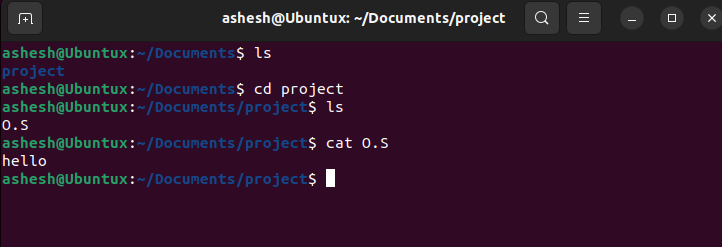 ashesh@Ubuntux: ~/Documents/project
ashesh@Ubuntux:~/Documents$ ls
project
ashesh@Ubuntux:~/Documents$ cd project
ashesh@Ubuntux:~/Documents/project$ ls
O.S
ashesh@Ubuntux:~/Documents/project$ cat O.S
hello
ashesh@Ubuntux:~/Documents/project$